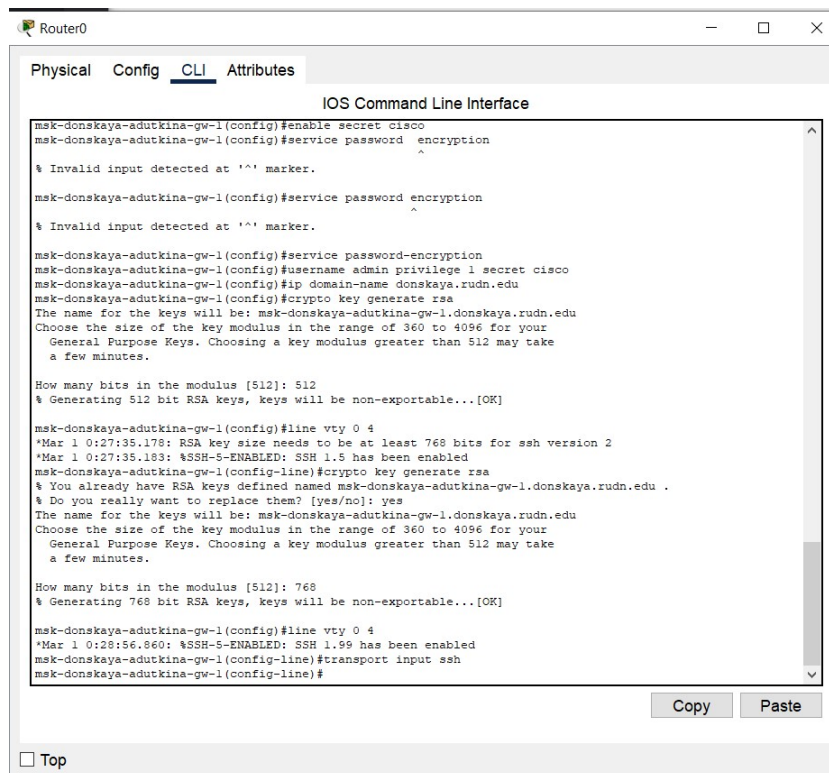 Router0
Physical Config CLI Attributes
IOS Command Line Interface
msk-donskaya-adutkina-gw-1(config)#enable secret cisco
msk-donskaya-adutkina-gw-1(config)#service password  encryption
^
% Invalid input detected at '^' marker.
msk-donskaya-adutkina-gw-1(config)#service password encryption
^
% Invalid input detected at '^' marker.
msk-donskaya-adutkina-gw-1(config)#service password-encryption
msk-donskaya-adutkina-gw-1(config)#username admin privilege 1 secret cisco
msk-donskaya-adutkina-gw-1(config)#ip domain-name donskaya.rudn.edu
msk-donskaya-adutkina-gw-1(config)#crypto key generate rsa
The name for the keys will be: msk-donskaya-adutkina-gw-1.donskaya.rudn.edu
Choose the size of the key modulus in the range of 360 to 4096 for your
General Purpose Keys. Choosing a key modulus greater than 512 may take
a few minutes.
How many bits in the modulus [512]: 512
% Generating 512 bit RSA keys, keys will be non-exportable...[OK]
msk-donskaya-adutkina-gw-1(config)#line vty 0 4
*Mar 1 0:27:35.178: RSA key size needs to be at least 768 bits for ssh version 2
*Mar 1 0:27:35.183: %SSH-5-ENABLED: SSH 1.5 has been enabled
msk-donskaya-adutkina-gw-1(config-line)#crypto key generate rsa
% You already have RSA keys defined named msk-donskaya-adutkina-gw-1.donskaya.rudn.edu .
% Do you really want to replace them? [yes/no]: yes
The name for the keys will be: msk-donskaya-adutkina-gw-1.donskaya.rudn.edu
Choose the size of the key modulus in the range of 360 to 4096 for your
General Purpose Keys. Choosing a key modulus greater than 512 may take
a few minutes.
How many bits in the modulus [512]: 768
% Generating 768 bit RSA keys, keys will be non-exportable...[OK]
msk-donskaya-adutkina-gw-1(config)#line vty 0 4
*Mar 1 0:28:56.860: %SSH-5-ENABLED: SSH 1.99 has been enabled
msk-donskaya-adutkina-gw-1(config-line)#transport input ssh
msk-donskaya-adutkina-gw-1(config-line)#
Copy Paste
Top